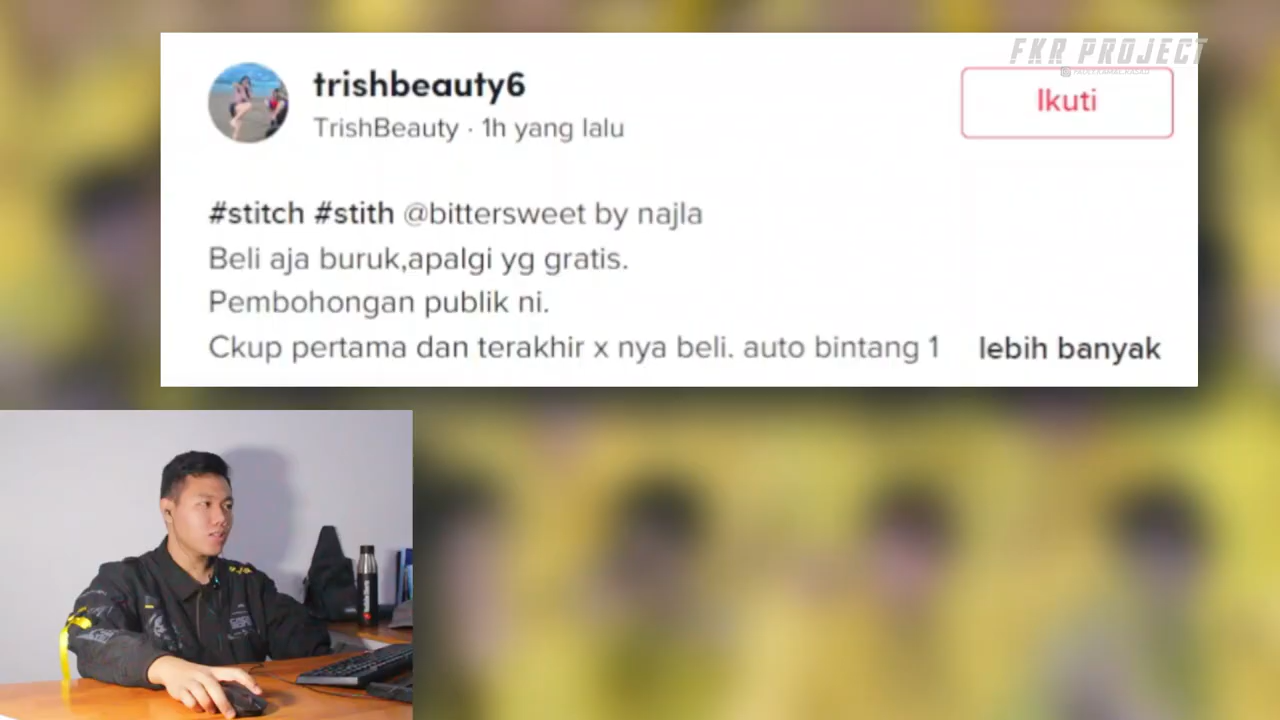 FKR PROJECT
trishbeauty6
TrishBeauty · 1h yang lalu
Ikuti
#stitch #stith @bittersweet by najla
Beli aja buruk,apalgi yg gratis.
Pembohongan publik ni.
Ckup pertama dan terakhir x nya beli. auto bintang 1 lebih banyak